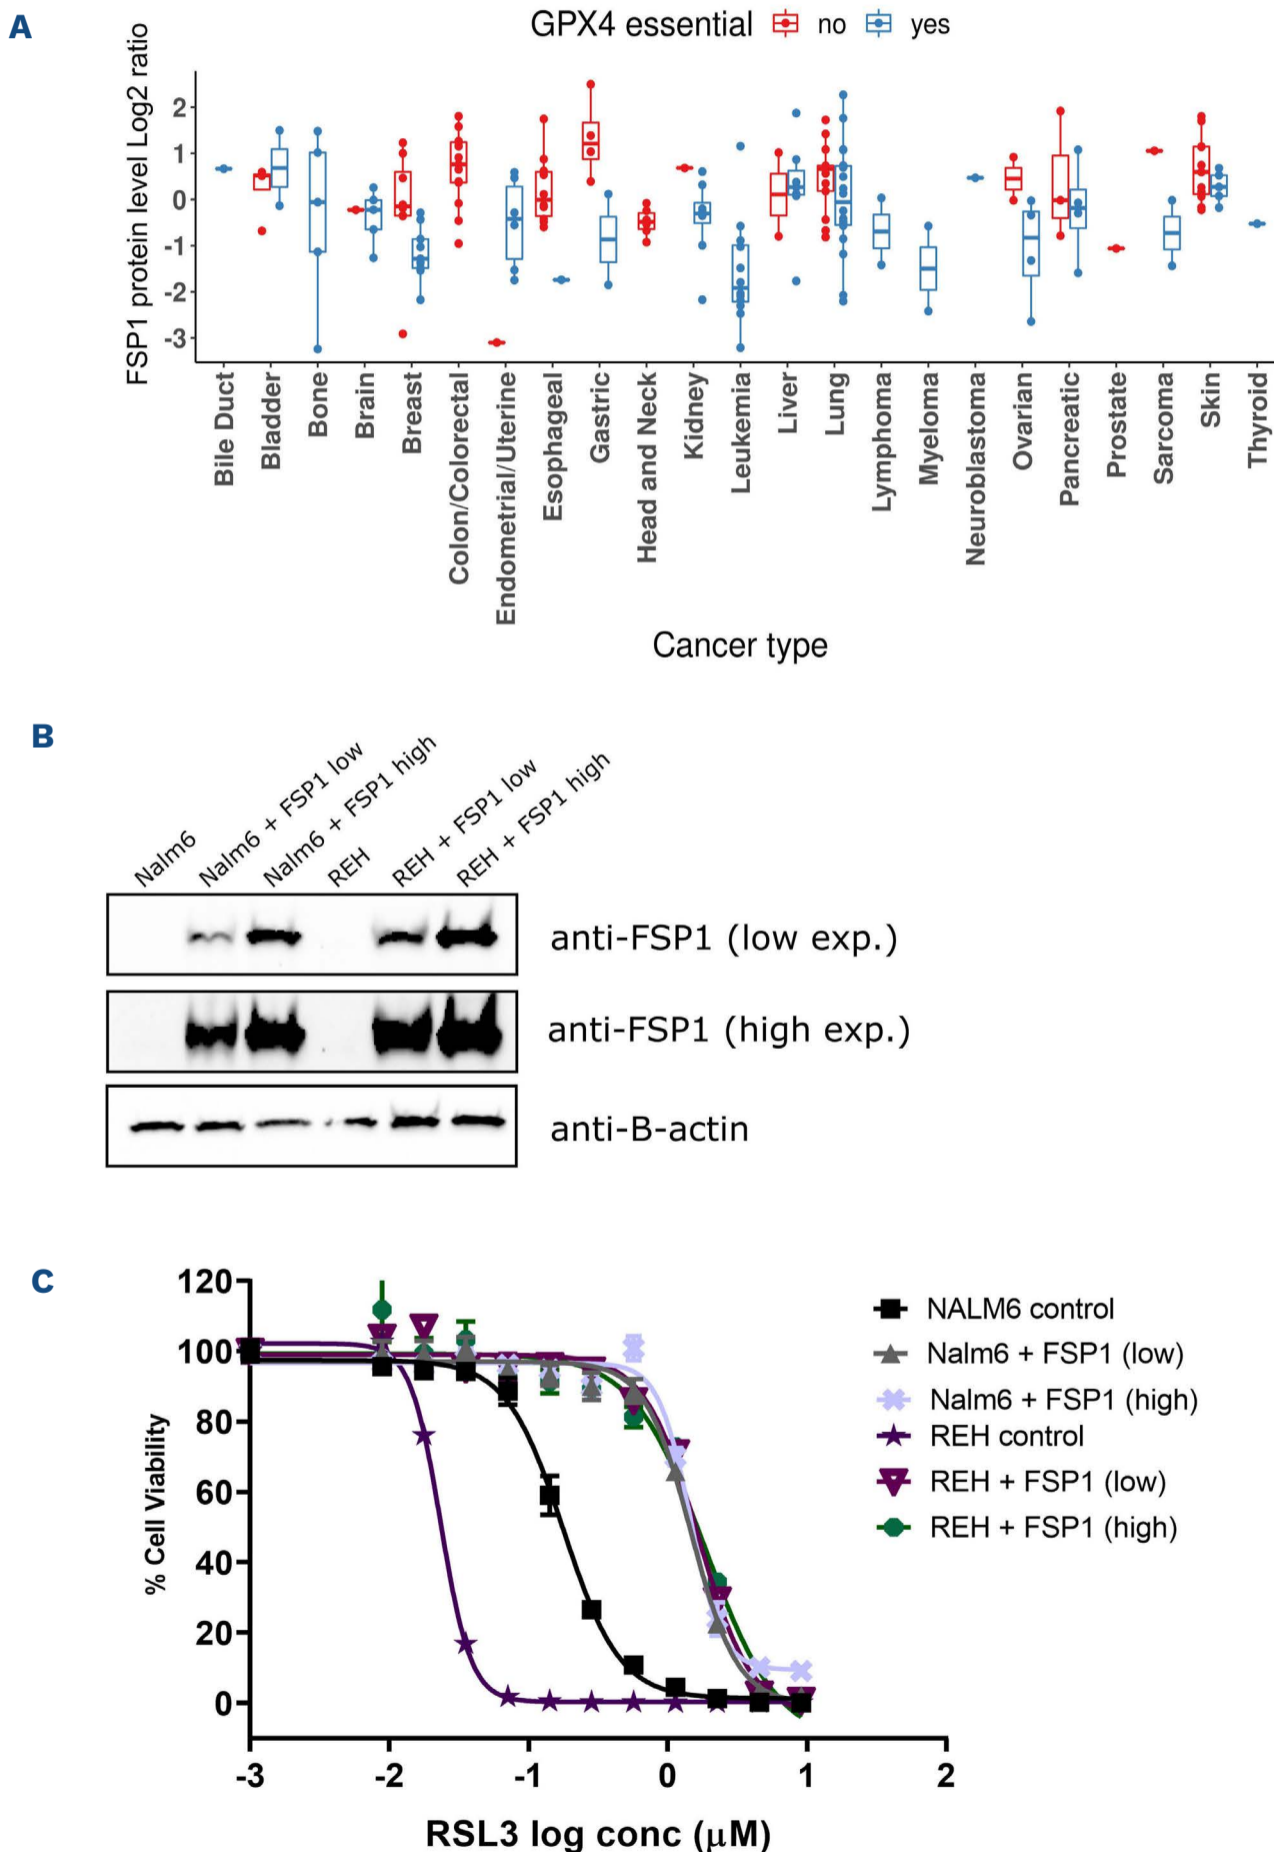 A
GPX4 essential no yes
FSP1 protein level Log2 ratio
2
1
0
-1
-2
-3
Bile Duct
Bladder
Bone
Brain
Breast
Colon/Colorectal
Endometrial/Uterine
Esophageal
Gastric
Head and Neck
Kidney
Leukemia
Liver
Lung
Lymphoma
Myeloma
Neuroblastoma
Ovarian
Pancreatic
Prostate
Sarcoma
Skin
Thyroid
Cancer type
B
Nalm6
Nalm6 + FSP1 low
Nalm6 + FSP1 high
REH
REH + FSP1 low
REH + FSP1 high
anti-FSP1 (low exp.)
anti-FSP1 (high exp.)
anti-B-actin
C
% Cell Viability
120
100
80
60
40
20
0
-3 -2 -1 0 1 2
RSL3 log conc (μM)
NALM6 control
Nalm6 + FSP1 (low)
Nalm6 + FSP1 (high)
REH control
REH + FSP1 (low)
REH + FSP1 (high)